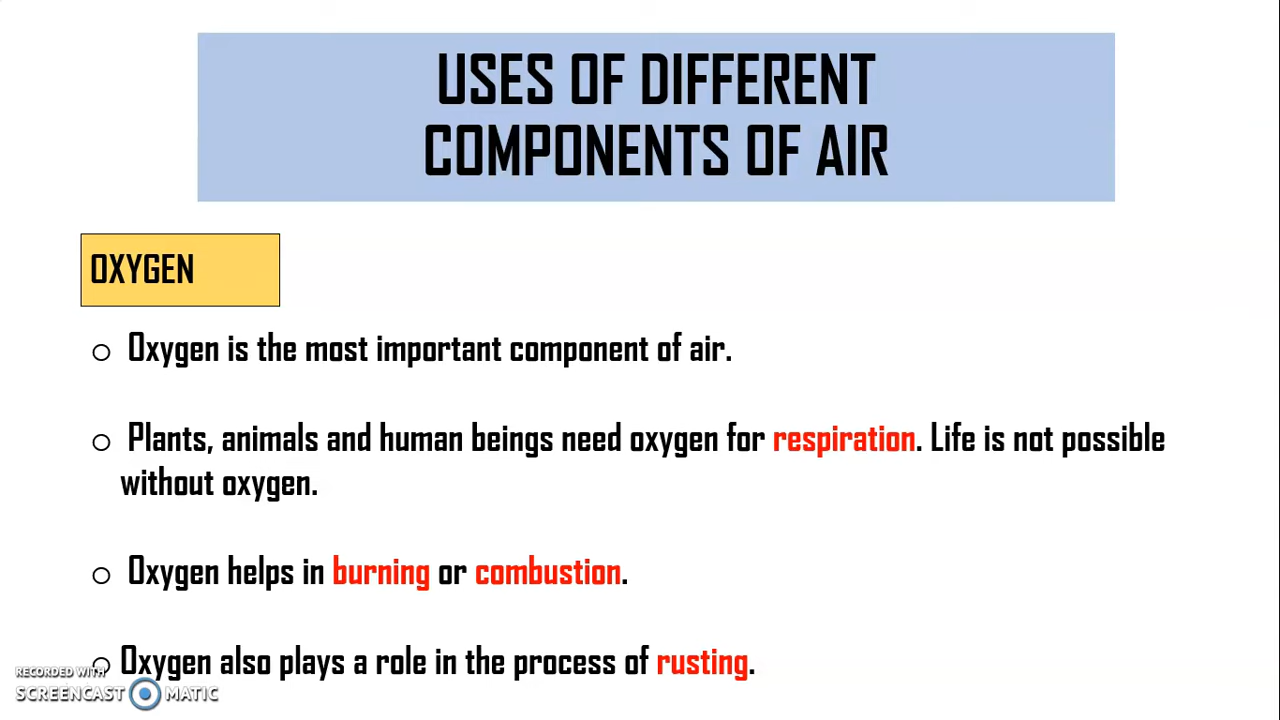 USES OF DIFFERENT
COMPONENTS OF AIR
OXYGEN
o Oxygen is the most important component of air.
o Plants, animals and human beings need oxygen for respiration. Life is not possible
without oxygen.
o Oxygen helps in burning or combustion.
o Oxygen also plays a role in the process of rusting.
RECORDED WITH
SCREENCAST MATIC